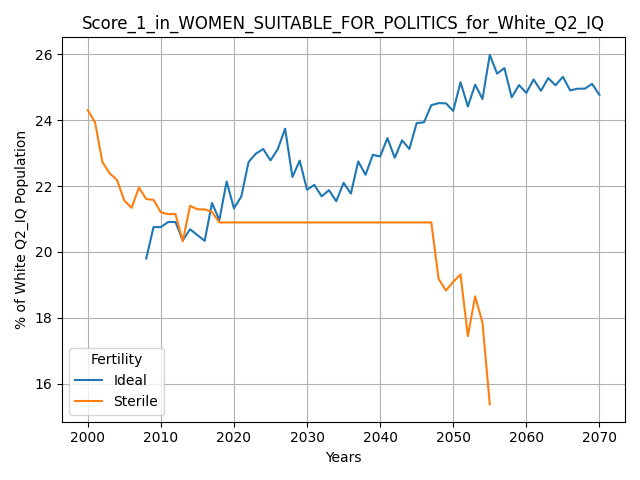 Score_1_in_WOMEN_SUITABLE_FOR_POLITICS_for_White_Q2_IQ
% of White Q2_IQ Population
26
24
22
20
18
16
Fertility
Ideal
Sterile
2000 2010 2020 2030 2040 2050 2060 2070
Years